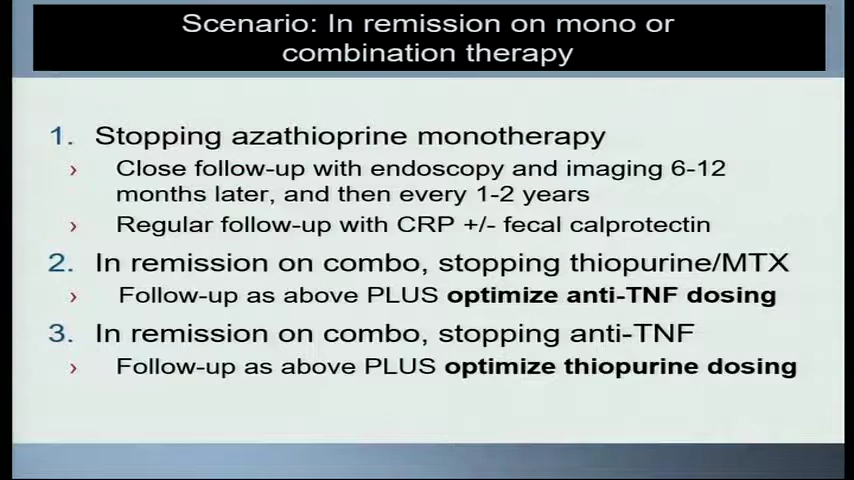 Scenario: In remission on mono or
combination therapy
1. Stopping azathioprine monotherapy
› Close follow-up with endoscopy and imaging 6-12
months later, and then every 1-2 years
› Regular follow-up with CRP +/- fecal calprotectin
2. In remission on combo, stopping thiopurine/MTX
› Follow-up as above PLUS optimize anti-TNF dosing
3. In remission on combo, stopping anti-TNF
› Follow-up as above PLUS optimize thiopurine dosing